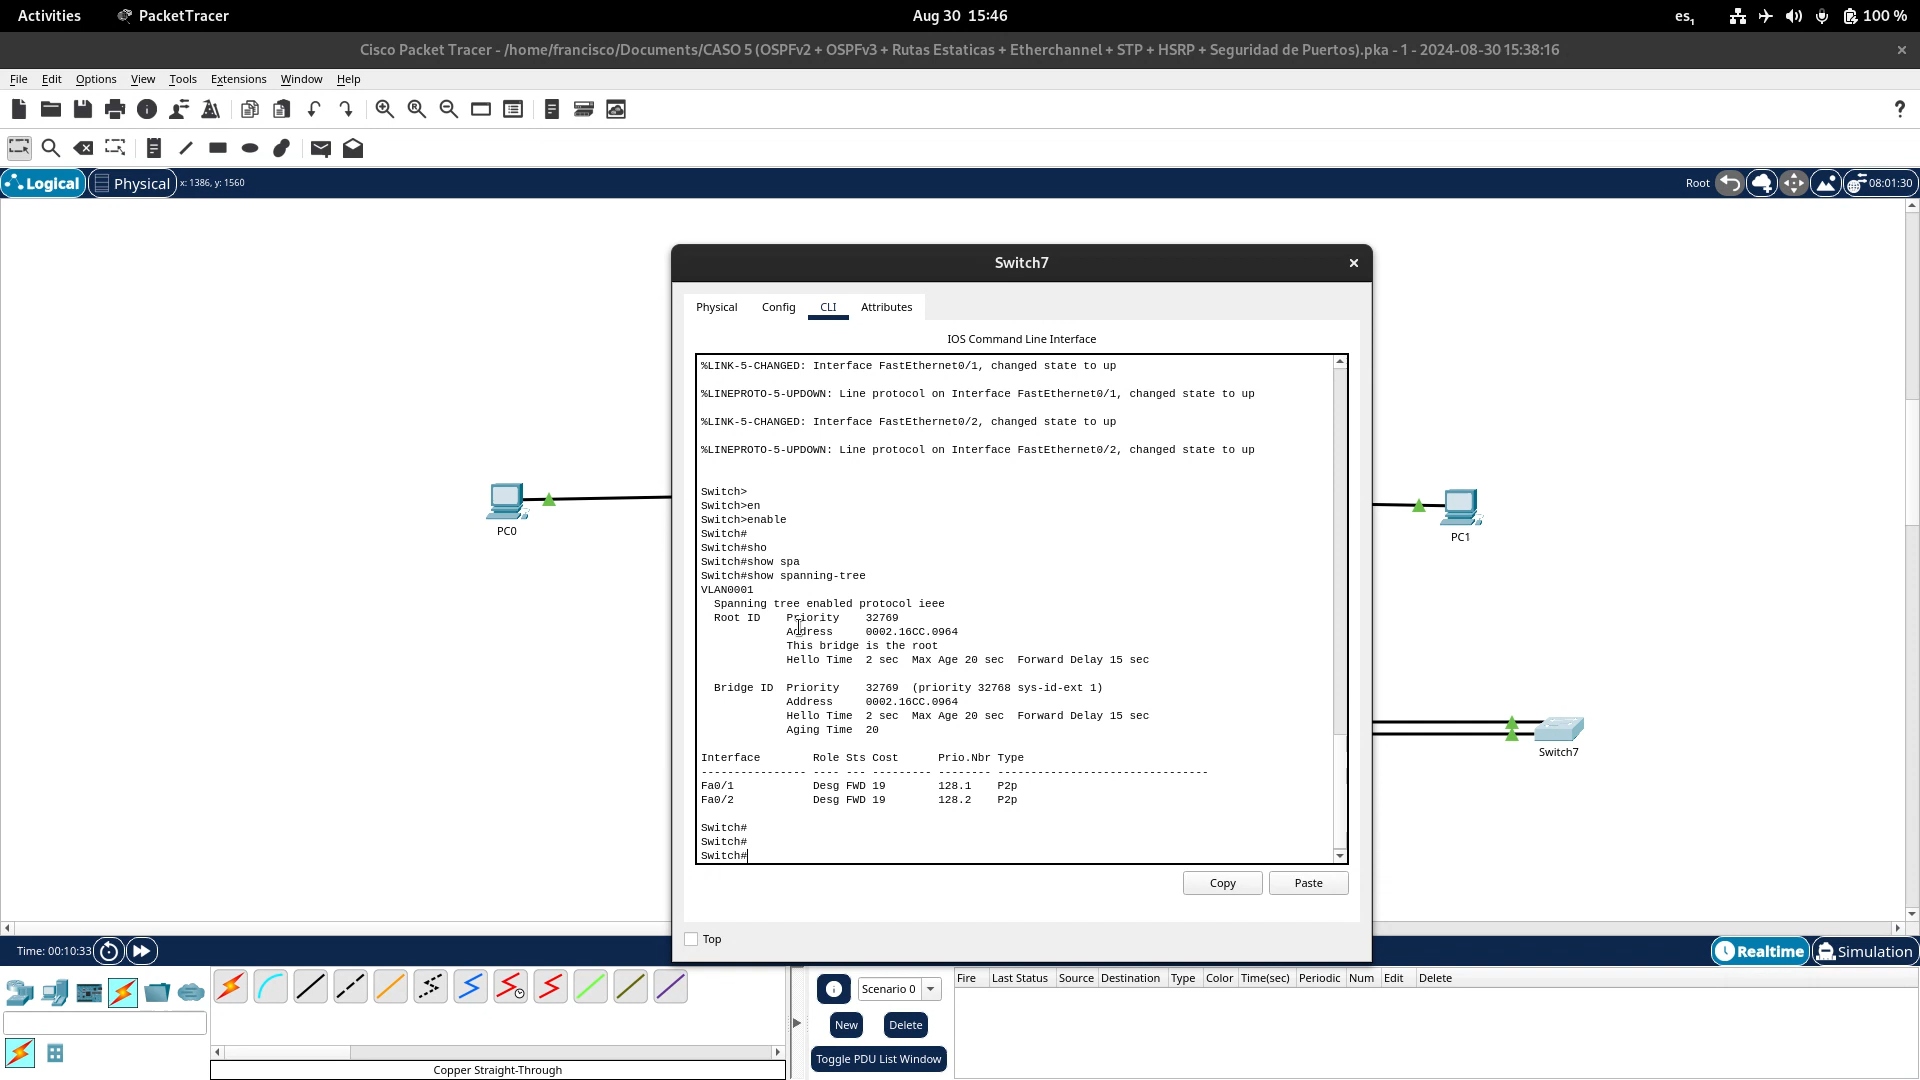 Activities
PacketTracer
Aug 30 15:46
es1
100 %
Cisco Packet Tracer - /home/francisco/Documents/CASO 5 (OSPFv2 + OSPFv3 + Rutas Estaticas + Etherchannel + STP + HSRP + Seguridad de Puertos).pka - 1 - 2024-08-30 15:38:16
File Edit Options View Tools Extensions Window Help
Logical Physical x: 1386, y: 1560
Root 08:01:30
Switch7
Physical Config CLI Attributes
IOS Command Line Interface
%LINK-5-CHANGED: Interface FastEthernet0/1, changed state to up
%LINEPROTO-5-UPDOWN: Line protocol on Interface FastEthernet0/1, changed state to up
%LINK-5-CHANGED: Interface FastEthernet0/2, changed state to up
%LINEPROTO-5-UPDOWN: Line protocol on Interface FastEthernet0/2, changed state to up
Switch>
Switch>en
Switch>enable
Switch#
Switch#sho
Switch#show spa
Switch#show spanning-tree
VLAN0001
Spanning tree enabled protocol ieee
Root ID Priority 32769
Address 0002.16CC.0964
This bridge is the root
Hello Time 2 sec Max Age 20 sec Forward Delay 15 sec
Bridge ID Priority 32769 (priority 32768 sys-id-ext 1)
Address 0002.16CC.0964
Hello Time 2 sec Max Age 20 sec Forward Delay 15 sec
Aging Time 20
Interface Role Sts Cost Prio.Nbr Type
---------------- ---- --- --------- -------- --------------------------------
Fa0/1 Desg FWD 19 128.1 P2p
Fa0/2 Desg FWD 19 128.2 P2p
Switch#
Switch#
Switch#
Copy Paste
Top
PC0
PC1
Switch7
Time: 00:10:33
Realtime Simulation
Scenario 0
New Delete
Toggle PDU List Window
Fire Last Status Source Destination Type Color Time(sec) Periodic Num Edit Delete
Copper Straight-Through